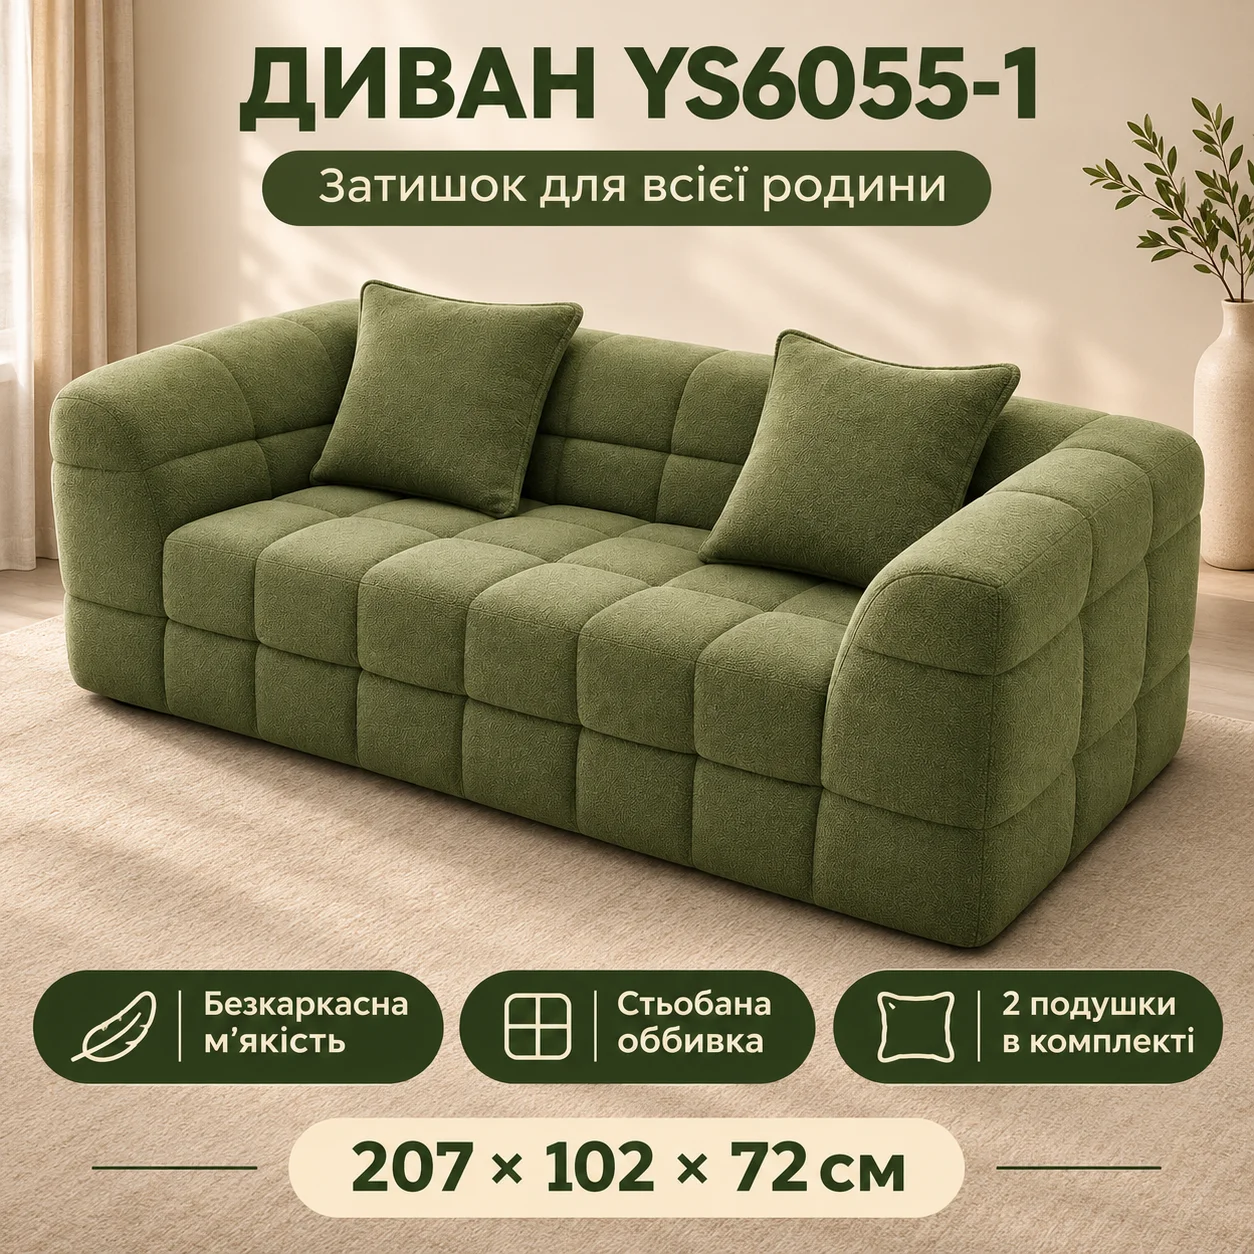 ДИВАН YS6055-1
Затишок для всієї родини
Безкаркасна
м’якість
Стьобана
оббивка
2 подушки
в комплекті
207 × 102 × 72 см